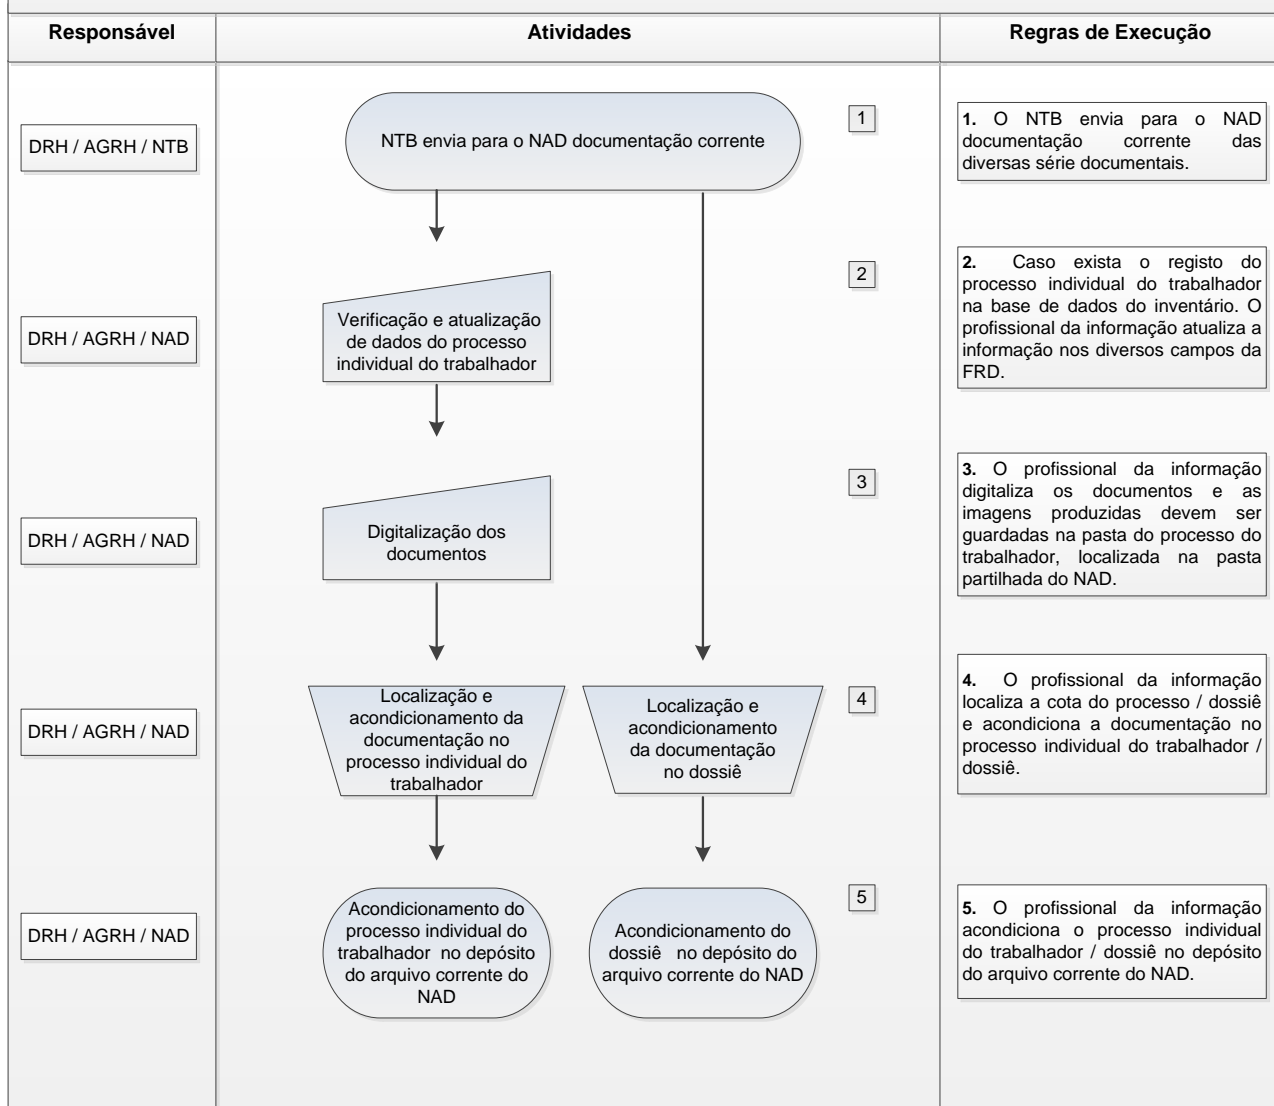 Responsável
Atividades
Regras de Execução
DRH / AGRH / NTB
NTB envia para o NAD documentação corrente
1
1. O NTB envia para o NAD
documentação corrente das
diversas série documentais.
DRH / AGRH / NAD
Verificação e atualização
de dados do processo
individual do trabalhador
2
2. Caso exista o registo do
processo individual do trabalhador
na base de dados do inventário. O
profissional da informação atualiza a
informação nos diversos campos da
FRD.
DRH / AGRH / NAD
Digitalização dos
documentos
3
3. O profissional da informação
digitaliza os documentos e as
imagens produzidas devem ser
guardadas na pasta do processo do
trabalhador, localizada na pasta
partilhada do NAD.
DRH / AGRH / NAD
Localização e
acondicionamento da
documentação no
processo individual do
trabalhador
Localização e
acondicionamento
da documentação
no dossiê
4
4. O profissional da informação
localiza a cota do processo / dossiê
e acondiciona a documentação no
processo individual do trabalhador /
dossiê.
DRH / AGRH / NAD
Acondicionamento do
processo individual do
trabalhador no depósito
do arquivo corrente do
NAD
Acondicionamento do
dossiê no depósito do
arquivo corrente do NAD
5
5. O profissional da informação
acondiciona o processo individual
do trabalhador / dossiê no depósito
do arquivo corrente do NAD.